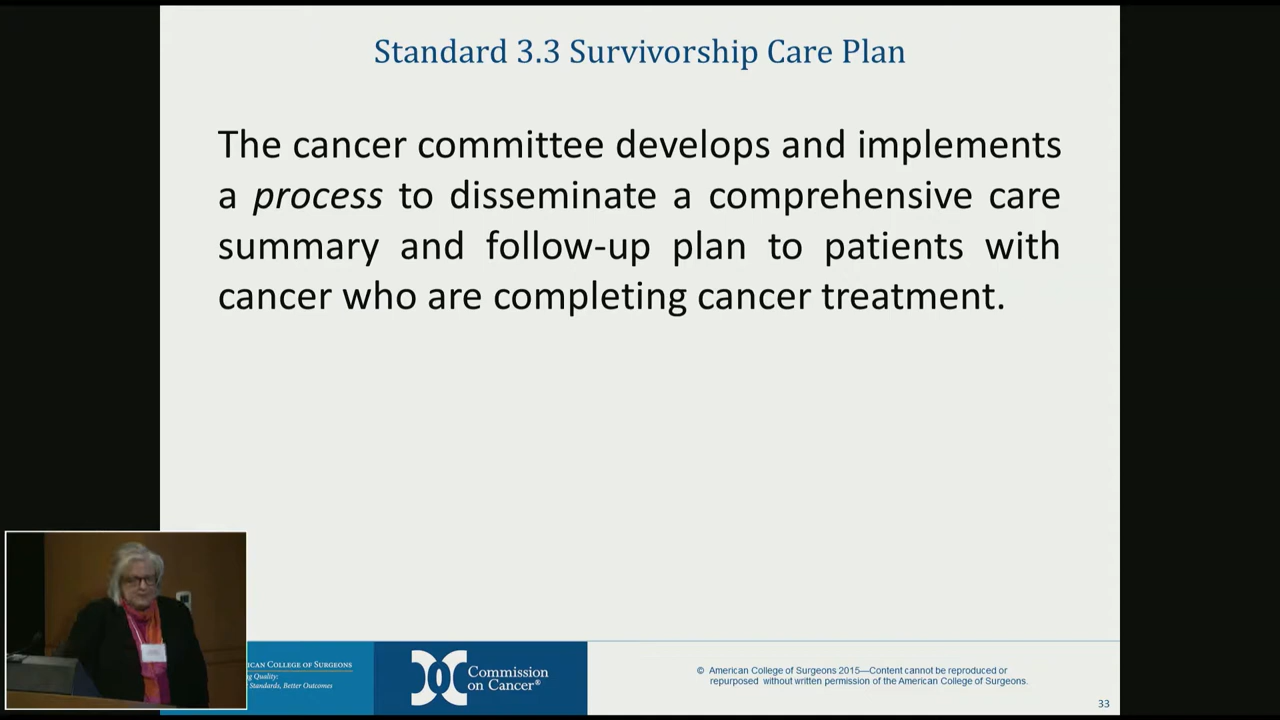 Standard 3.3 Survivorship Care Plan
The cancer committee develops and implements
a process to disseminate a comprehensive care
summary and follow-up plan to patients with
cancer who are completing cancer treatment.
RICAN COLLEGE OF SURGEONS
g Quality:
Standards, Better Outcomes
Commission
on Cancer®
© American College of Surgeons 2015—Content cannot be reproduced or
repurposed without written permission of the American College of Surgeons.
33